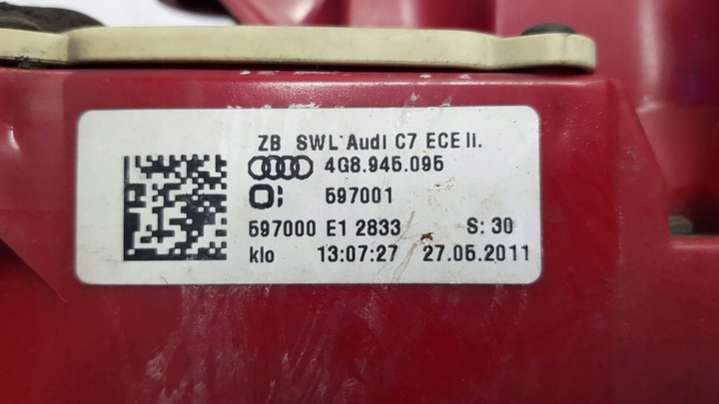 ZB SWL Audi C7 ECE II.
4G8.945.095
597001
597000 E1 2833 S: 30
klo 13:07:27 27.05.2011